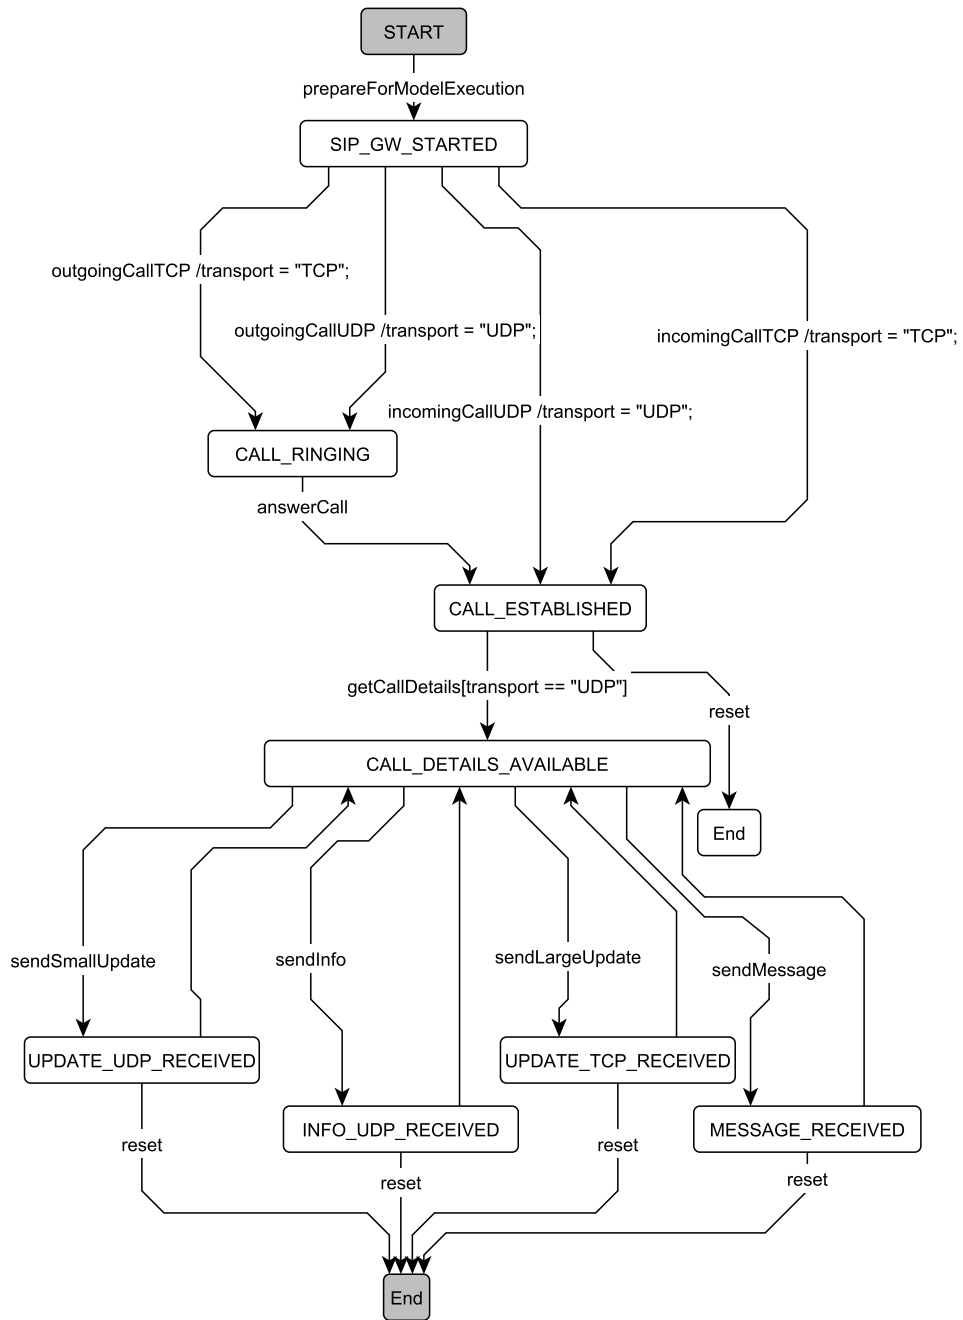 START
prepareForModelExecution
SIP_GW_STARTED
outgoingCallTCP /transport = "TCP";
outgoingCallUDP /transport = "UDP";
incomingCallTCP /transport = "TCP";
incomingCallUDP /transport = "UDP";
CALL_RINGING
answerCall
CALL_ESTABLISHED
getCallDetails[transport == "UDP"]
reset
CALL_DETAILS_AVAILABLE
End
sendSmallUpdate
sendInfo
sendLargeUpdate
sendMessage
UPDATE_UDP_RECEIVED
UPDATE_TCP_RECEIVED
INFO_UDP_RECEIVED
MESSAGE_RECEIVED
reset
reset
reset
reset
End